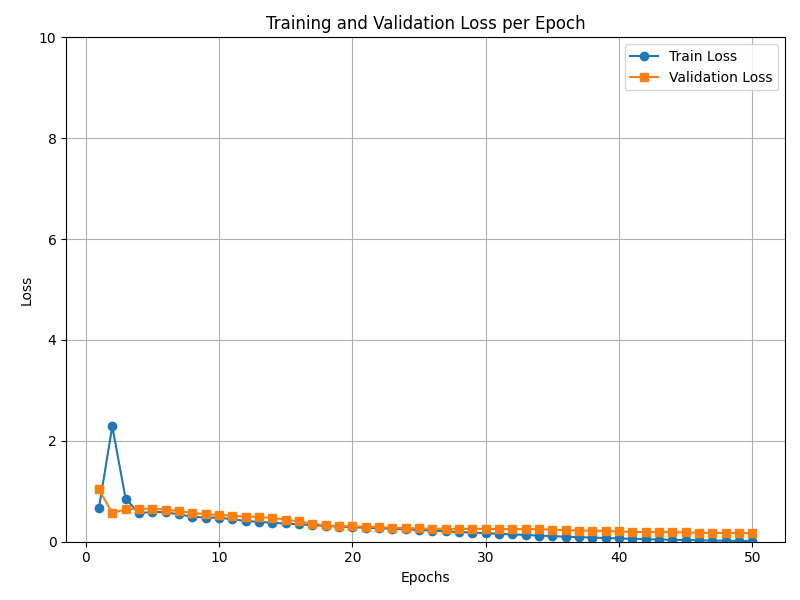 Training and Validation Loss per Epoch
10
8
6
4
2
0
Loss
Train Loss
Validation Loss
0 10 20 30 40 50
Epochs